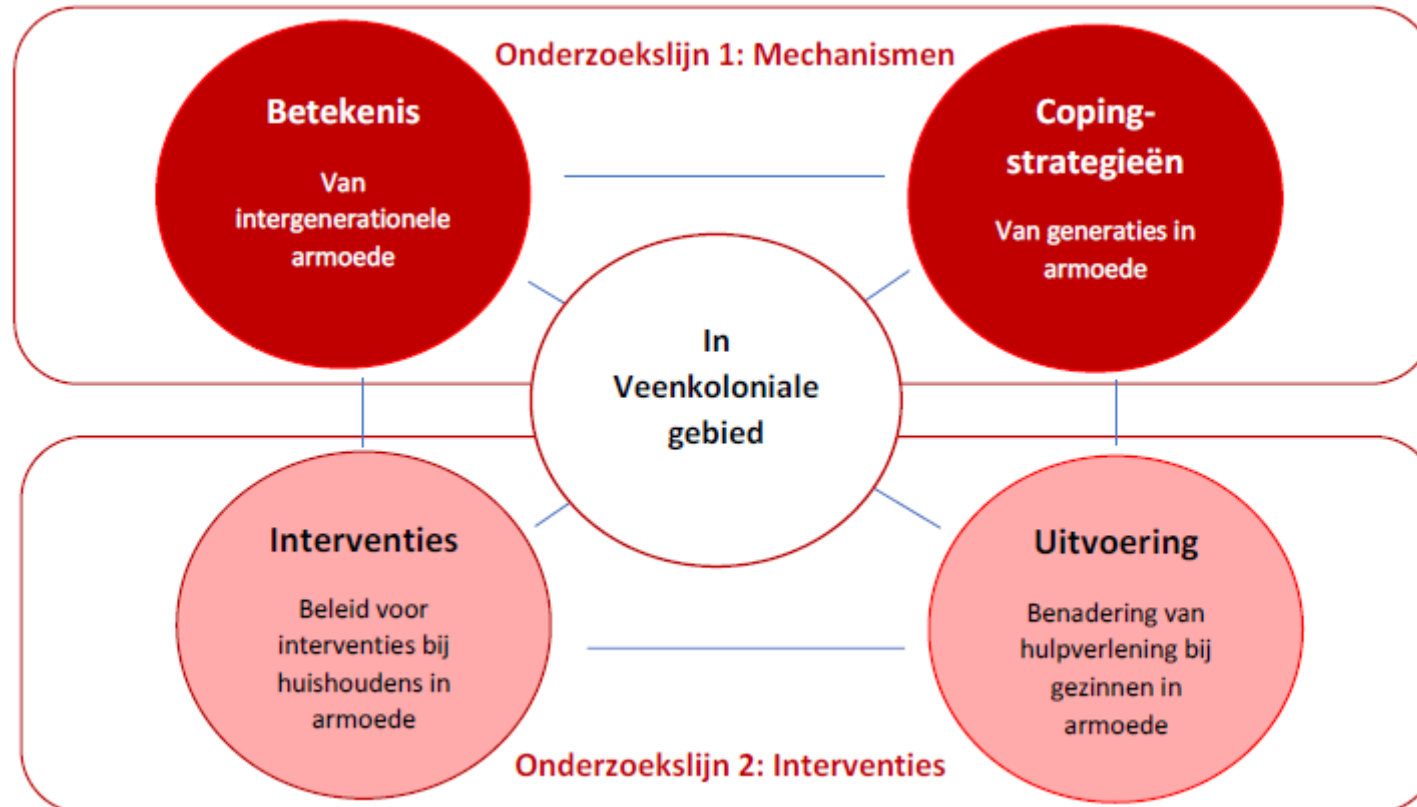 Onderzoekslijn 1: Mechanismen
Betekenis
Van
intergenerationele
armoede
Coping-
strategieën
Van generaties in
armoede
In
Veenkoloniale
gebied
Interventies
Beleid voor
interventies bij
huishoudens in
armoede
Uitvoering
Benadering van
hulpverlening bij
gezinnen in
armoede
Onderzoekslijn 2: Interventies